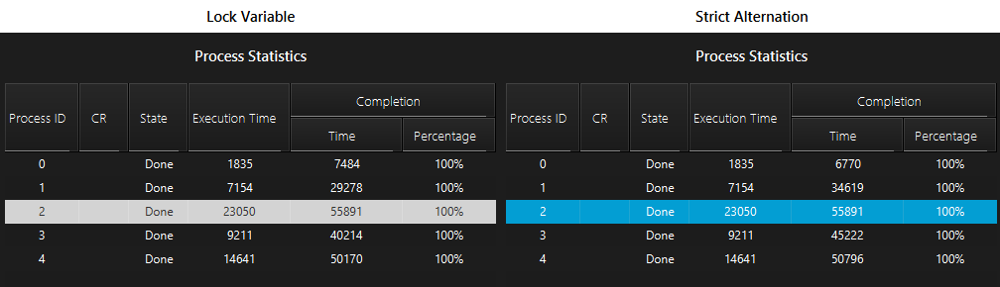 Lock Variable Strict Alternation
Process Statistics Process Statistics
Process ID CR State Execution Time Completion Process ID CR State Execution Time Completion
Time Percentage Time Percentage
0 Done 1835 7484 100% 0 Done 1835 6770 100%
1 Done 7154 29278 100% 1 Done 7154 34619 100%
2 Done 23050 55891 100% 2 Done 23050 55891 100%
3 Done 9211 40214 100% 3 Done 9211 45222 100%
4 Done 14641 50170 100% 4 Done 14641 50796 100%